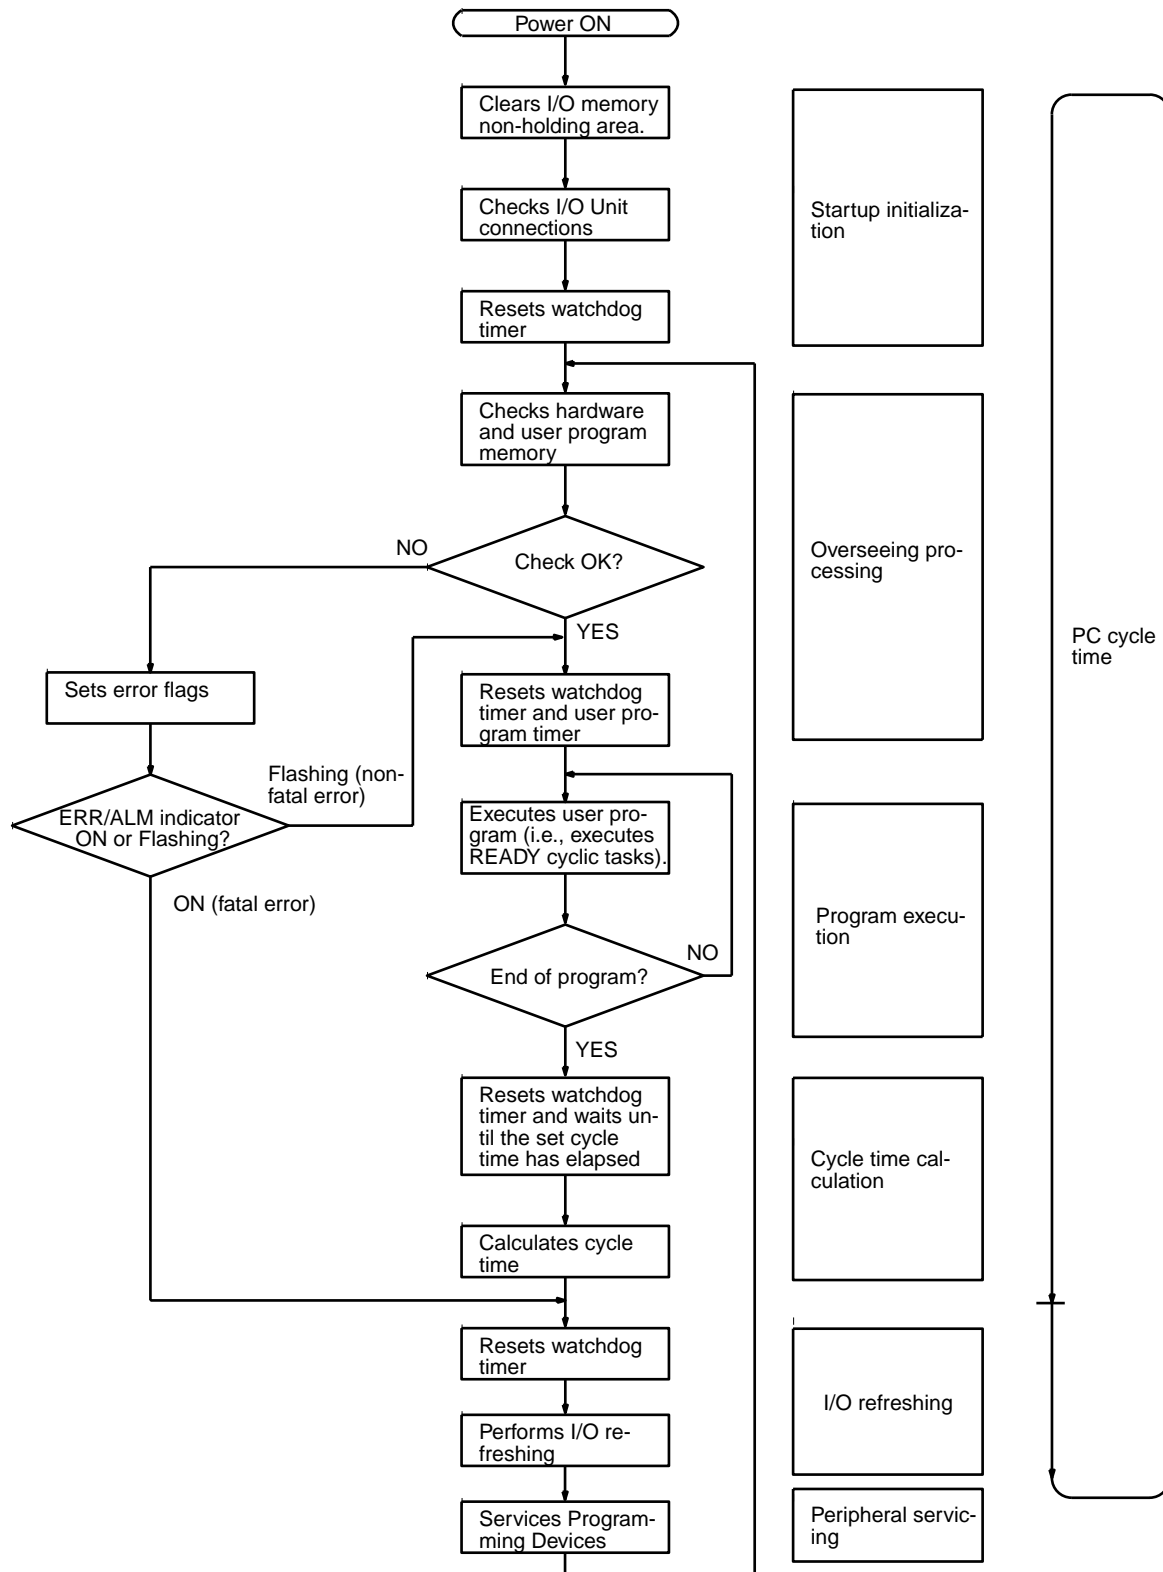 Power ON
Clears I/O memory
non-holding area.
Checks I/O Unit
connections
Startup initializa-
tion
Resets watchdog
timer
Checks hardware
and user program
memory
NO
Check OK?
Overseeing pro-
cessing
YES
PC cycle
time
Sets error flags
Resets watchdog
timer and user pro-
gram timer
Flashing (non-
fatal error)
ERR/ALM indicator
ON or Flashing?
Executes user pro-
gram (i.e., executes
READY cyclic tasks).
ON (fatal error)
Program execu-
tion
NO
End of program?
YES
Resets watchdog
timer and waits un-
til the set cycle
time has elapsed
Cycle time cal-
culation
Calculates cycle
time
Resets watchdog
timer
I/O refreshing
Performs I/O re-
freshing
Services Program-
ming Devices
Peripheral servic-
ing